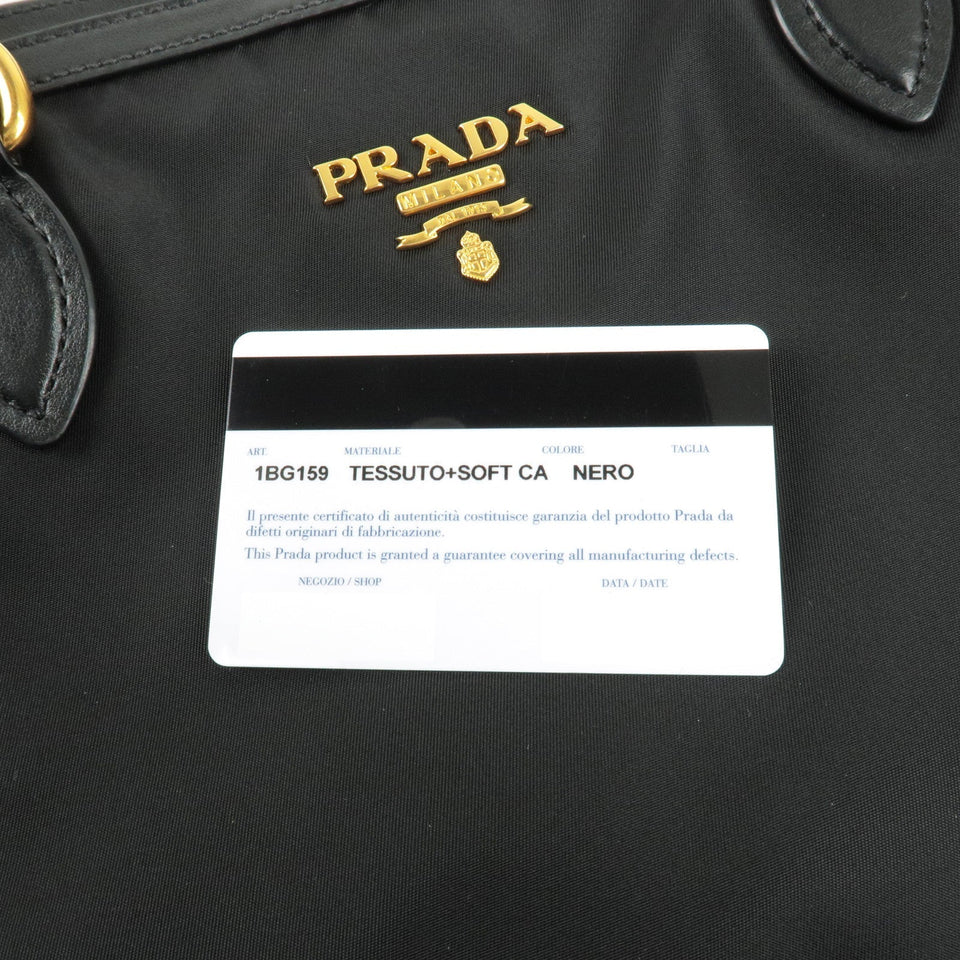 PRADA
MILANO
DAL 1913
ART. MATERIALE COLORE TAGLIA
1BG159 TESSUTO+SOFT CA NERO
Il presente certificato di autenticità costituisce garanzia del prodotto Prada da
difetti originari di fabbricazione.
This Prada product is granted a guarantee covering all manufacturing defects.
NEGOZIO / SHOP DATA / DATE